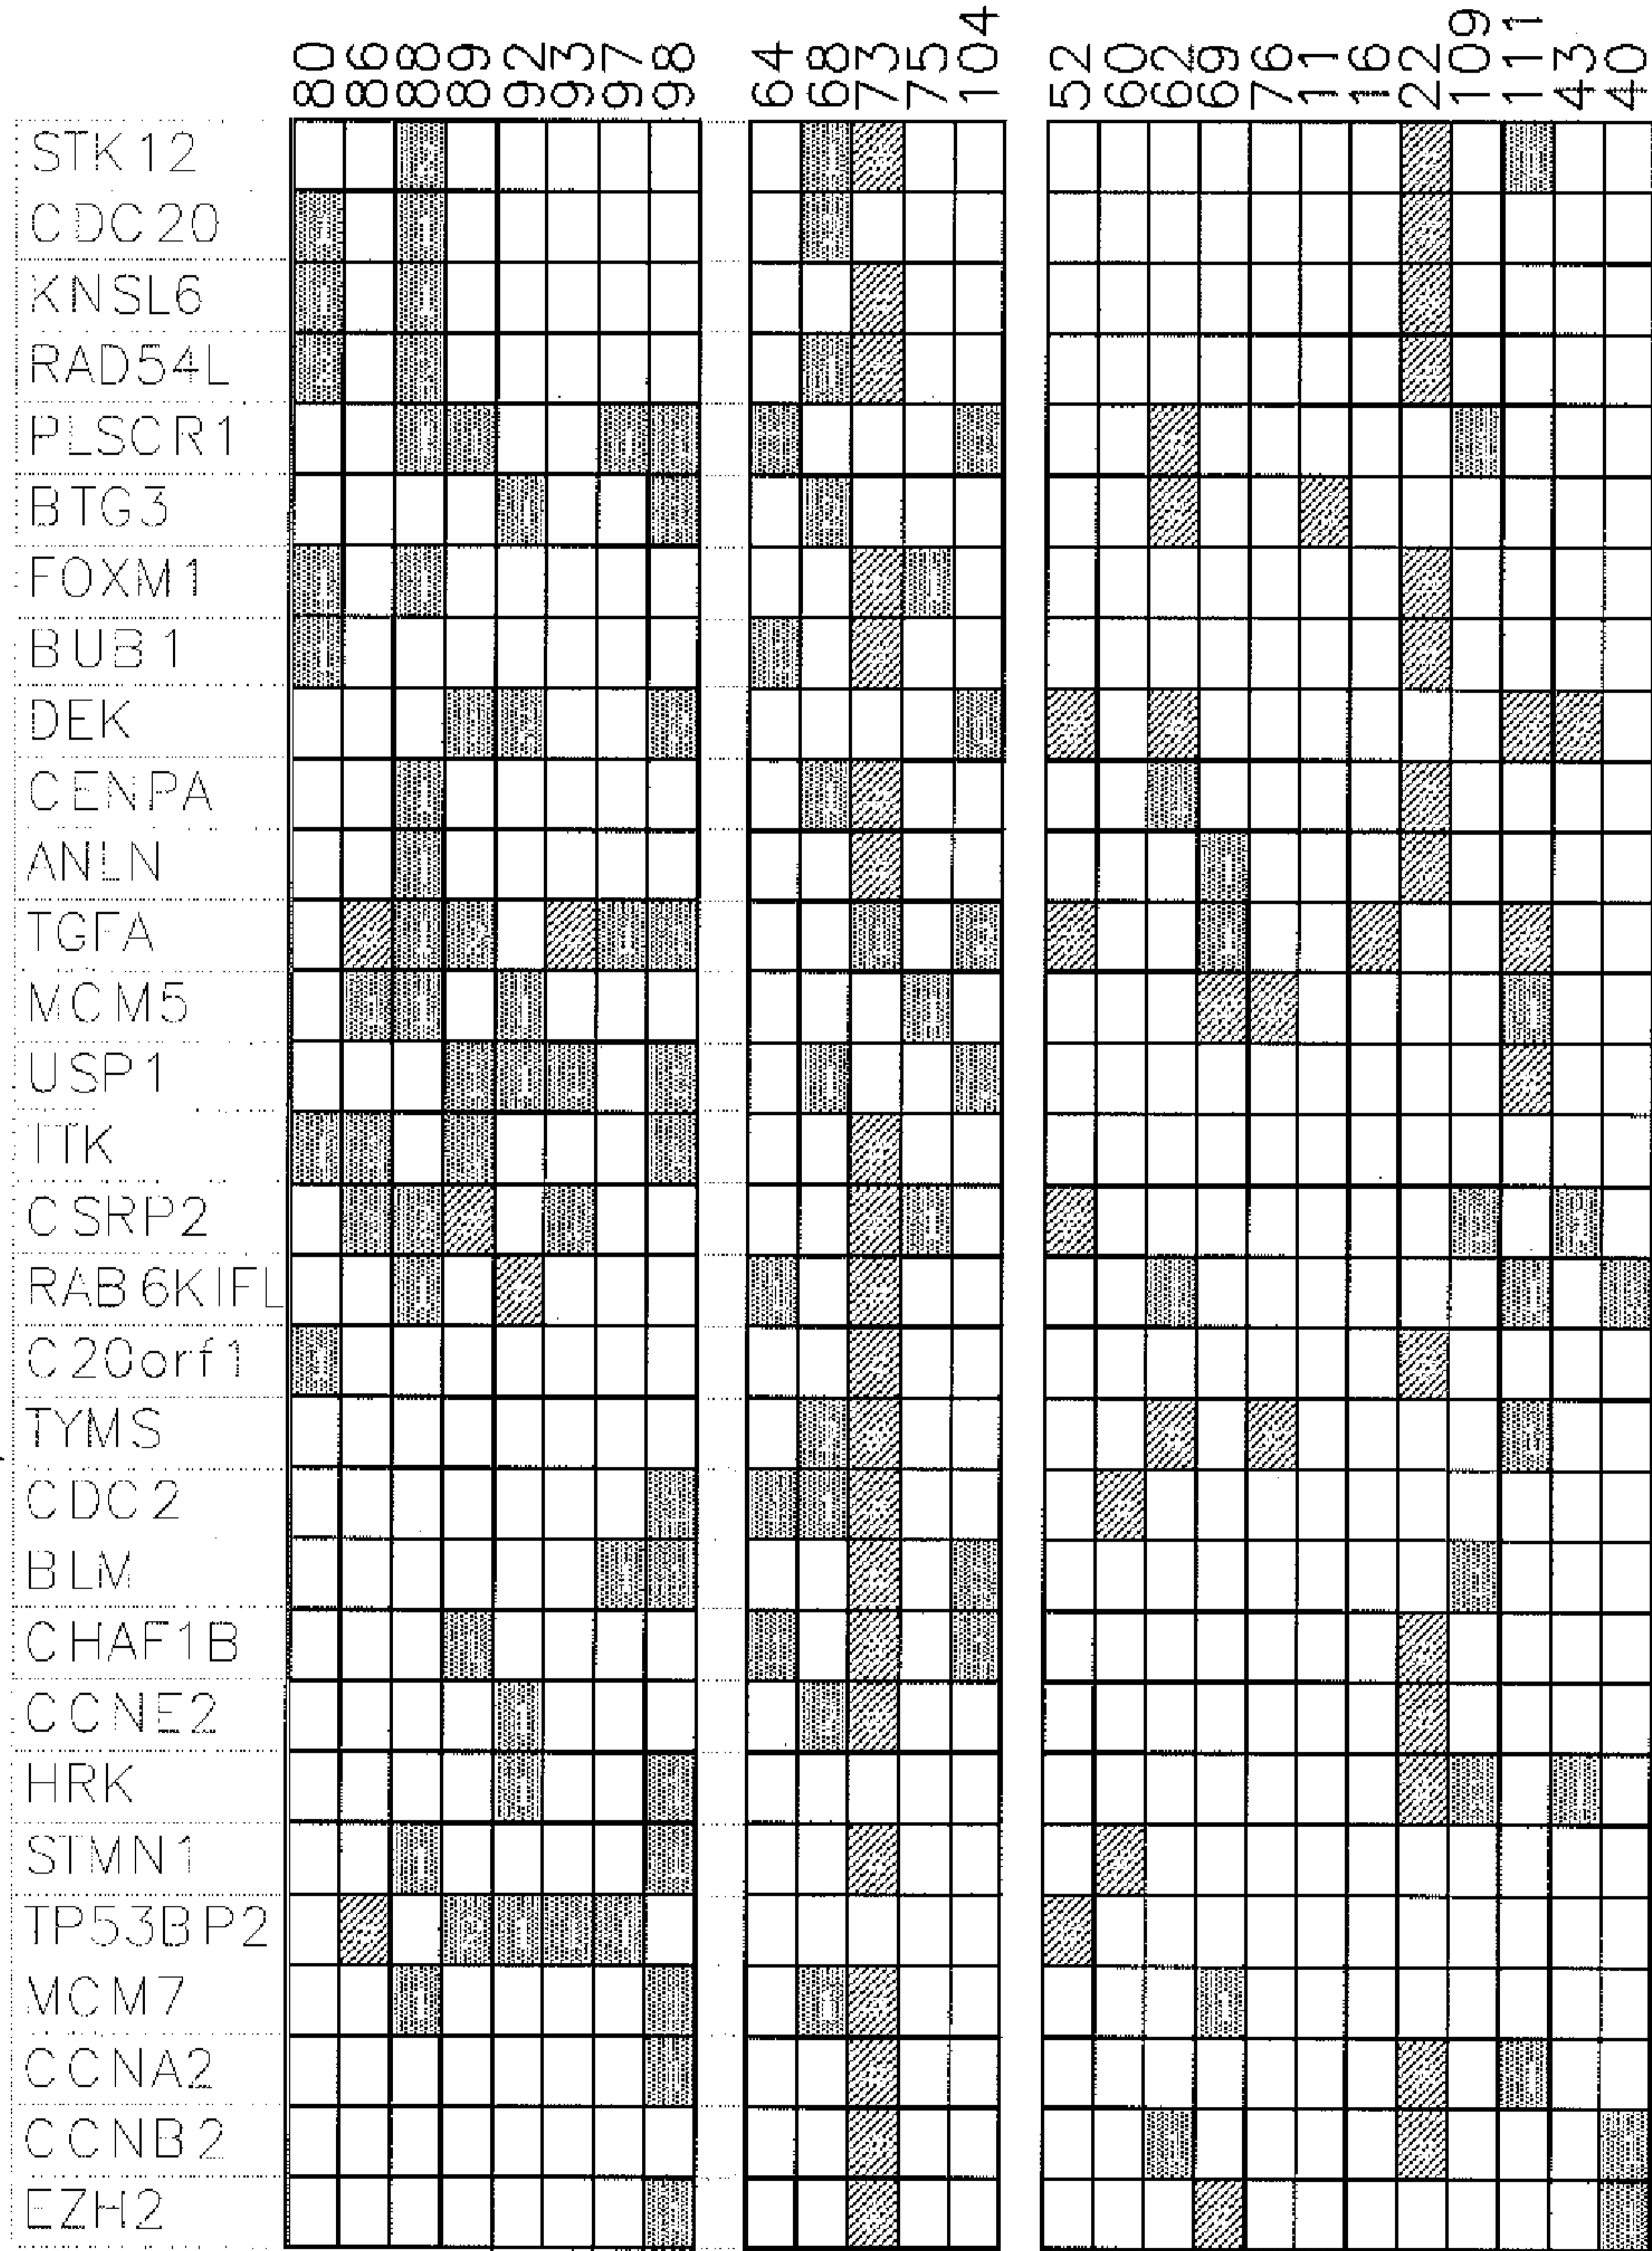 80 86 88 89 92 93 97 98 64 68 73 75 104 52 60 62 69 76 11 16 22 109 111 43 40
STK12
CDC20
KNSL6
RAD54L
PLSCR1
BTG3
FOXM1
BUB1
DEK
CENPA
ANLN
TGFA
MCM5
USP1
TTK
CSRP2
RAB6KIFL
C20orf1
TYMS
CDC2
BLM
CHAF1B
CCNE2
HRK
STMN1
TP53BP2
MCM7
CCNA2
CCNB2
EZH2